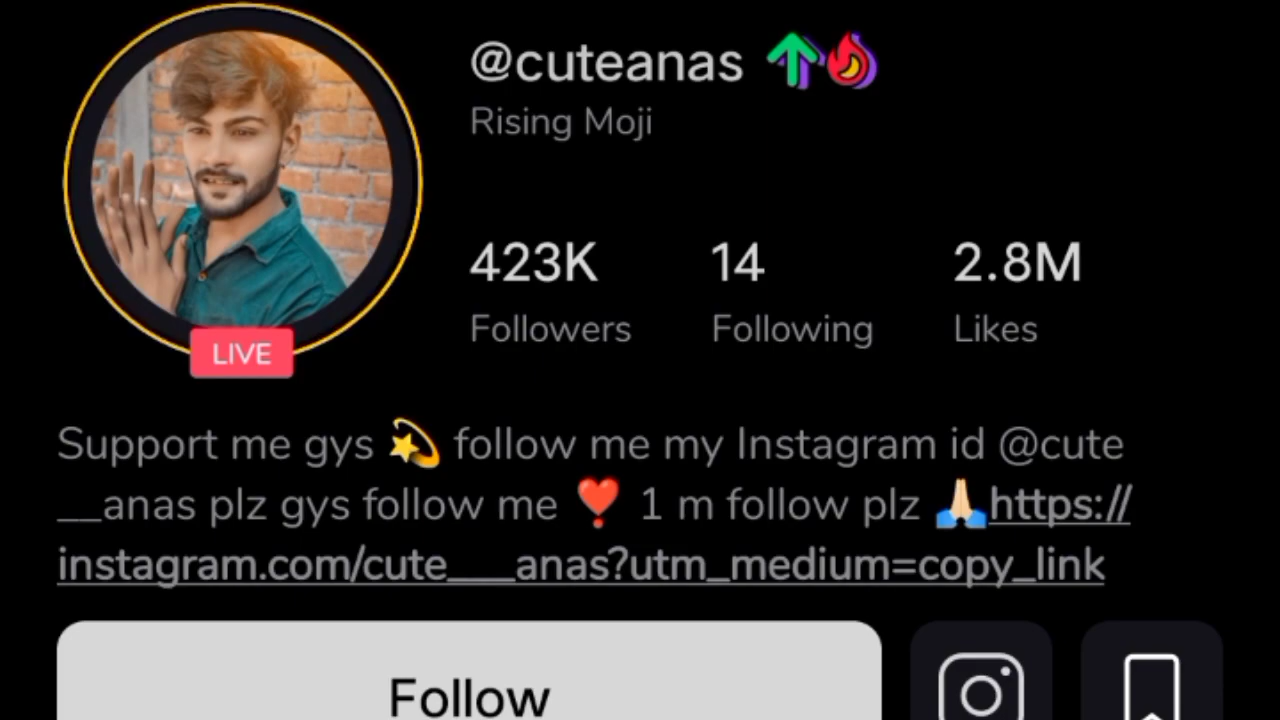 @cuteanas
Rising Moji
423K 14 2.8M
Followers Following Likes
LIVE
Support me gys 💫 follow me my Instagram id @cute
__anas plz gys follow me ❣️ 1 m follow plz 🙏🏻https://
instagram.com/cute____anas?utm_medium=copy_link
Follow